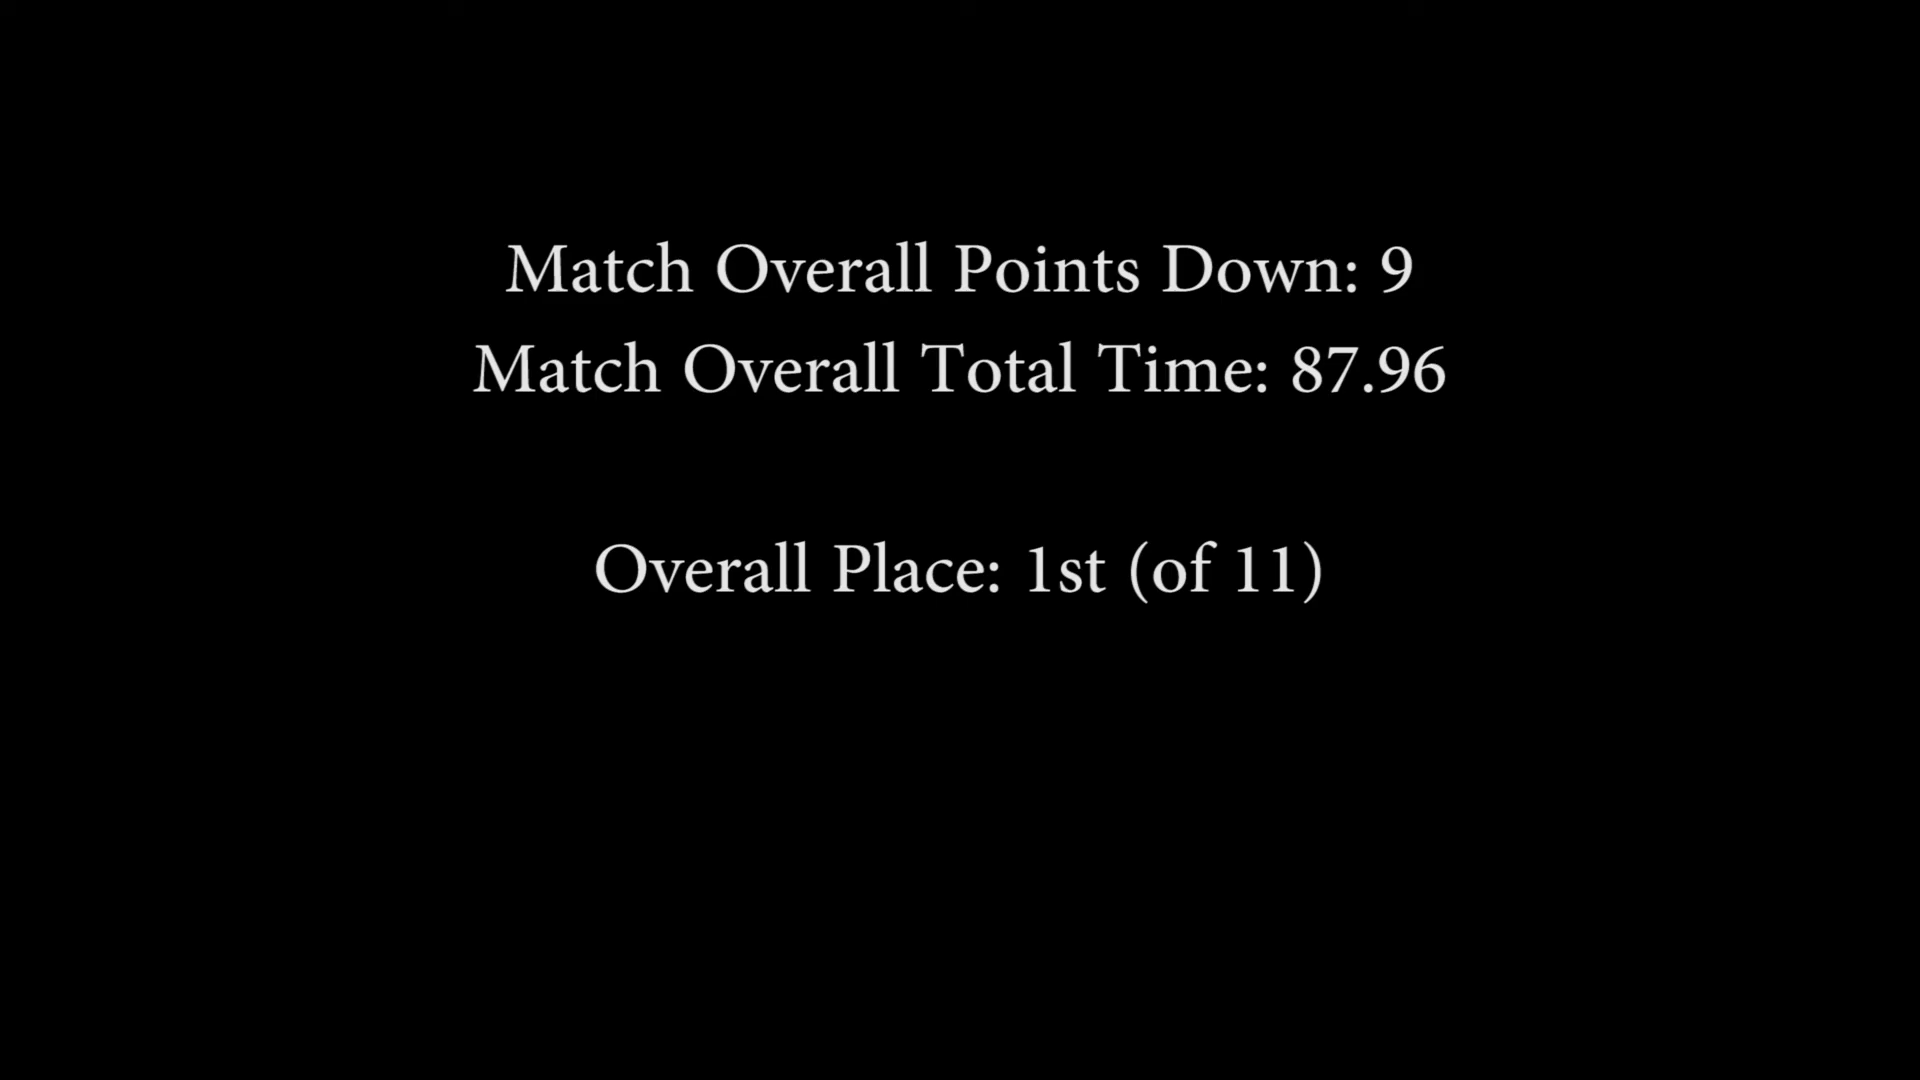 Match Overall Points Down: 9
Match Overall Total Time: 87.96
Overall Place: 1st (of 11)